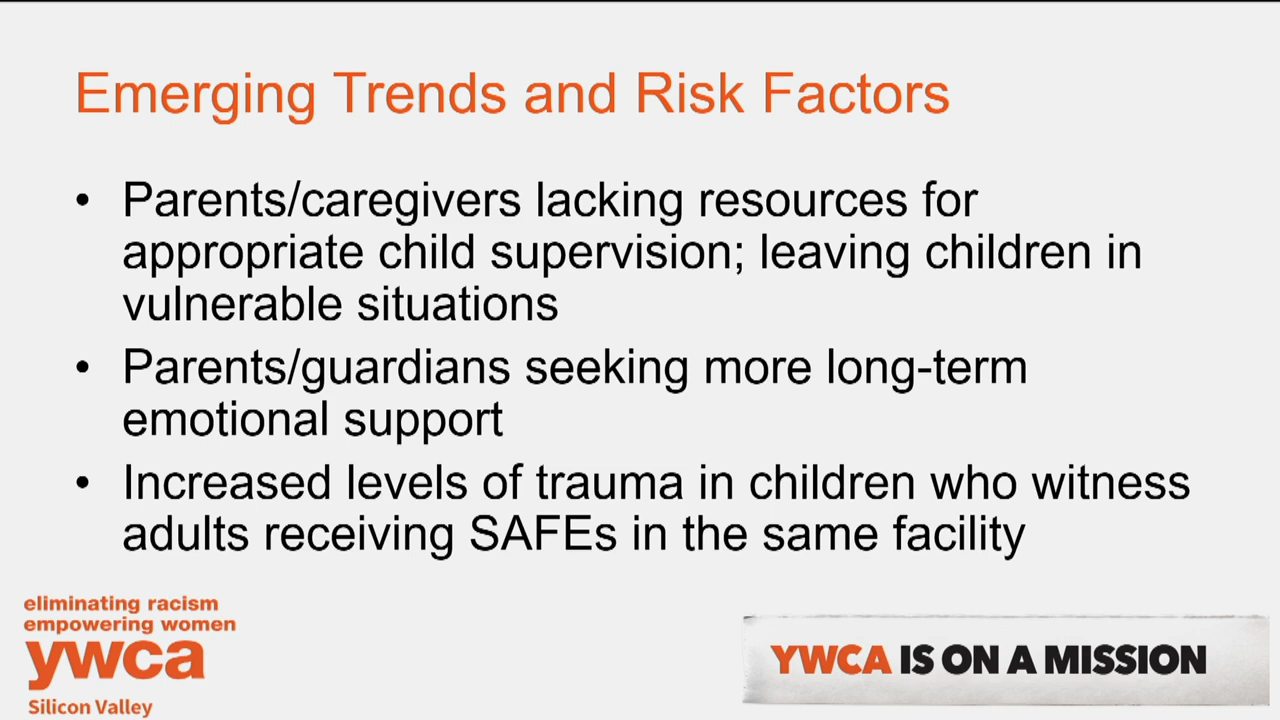 Emerging Trends and Risk Factors
• Parents/caregivers lacking resources for
appropriate child supervision; leaving children in
vulnerable situations
• Parents/guardians seeking more long-term
emotional support
• Increased levels of trauma in children who witness
adults receiving SAFEs in the same facility
eliminating racism
empowering women
ywca
Silicon Valley
YWCA IS ON A MISSION